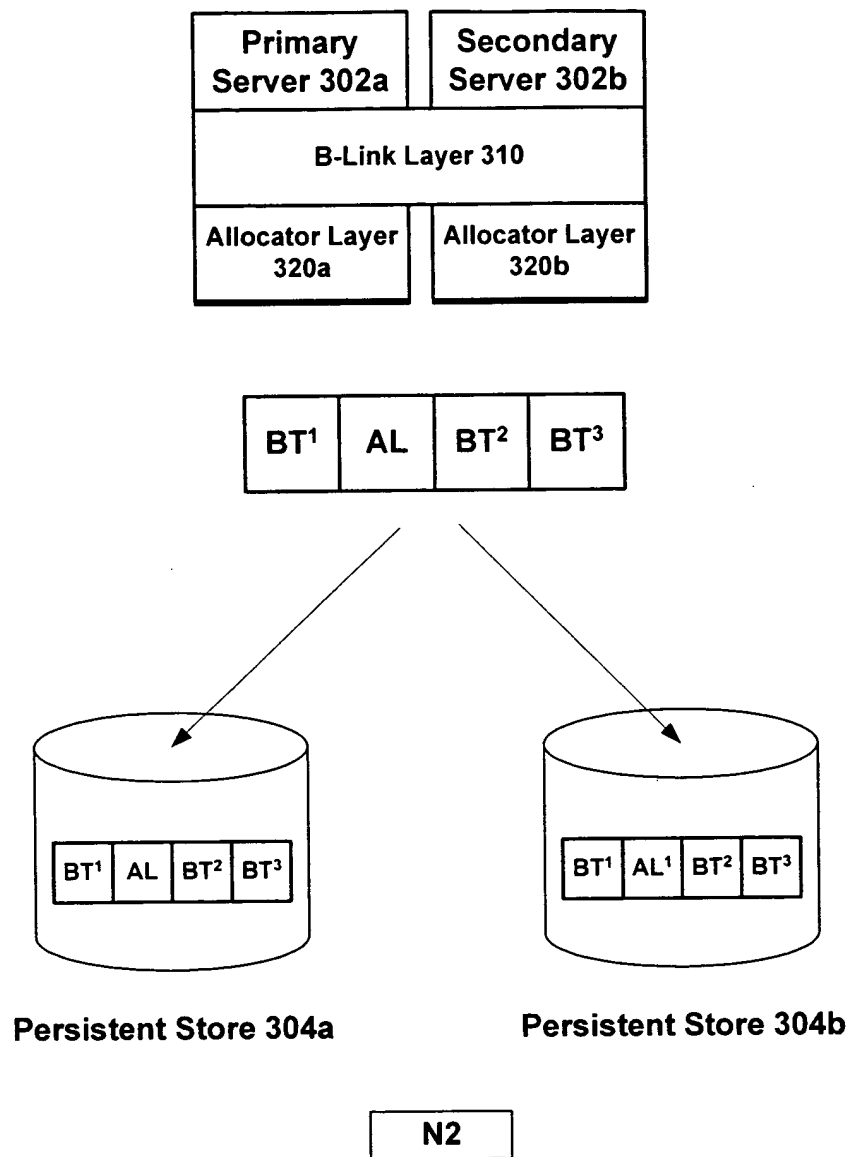 Primary
Server 302a
Secondary
Server 302b
B-Link Layer 310
Allocator Layer
320a
Allocator Layer
320b
BT¹ AL BT² BT³
BT¹ AL BT² BT³
BT¹ AL¹ BT² BT³
Persistent Store 304a
Persistent Store 304b
N2